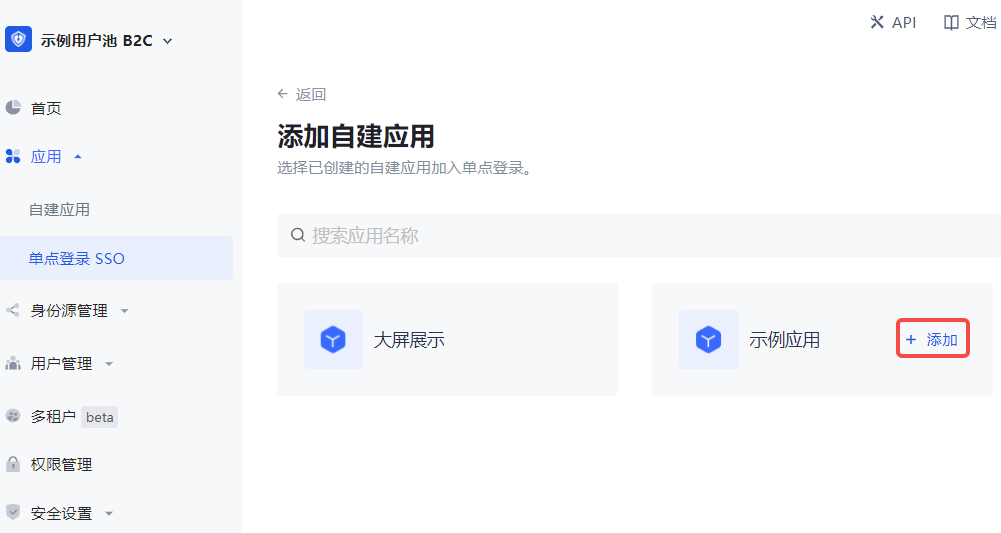 示例用户池 B2C
API 文档
首页
应用
自建应用
单点登录 SSO
身份源管理
用户管理
多租户 beta
权限管理
安全设置
返回
添加自建应用
选择已创建的自建应用加入单点登录。
搜索应用名称
大屏展示
示例应用
+ 添加